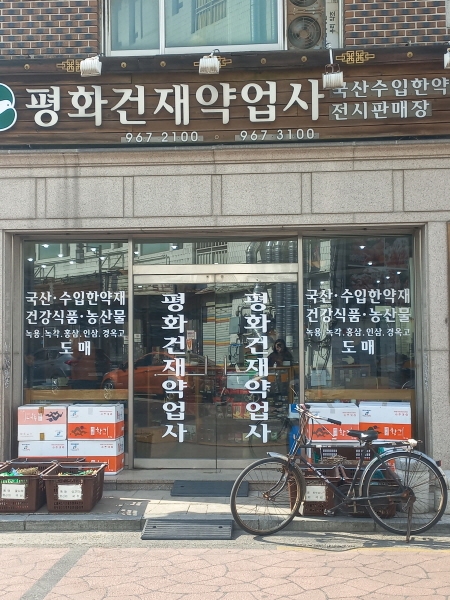 평화건재약업사
국산수입한약
전시판매장
967 2100 · 967 3100
국산·수입한약재
건강식품·농산물
녹용, 녹각, 홍삼, 인삼, 경옥고
도매
평화건재약업사
평화건재약업사
국산·수입한약재
건강식품·농산물
녹용, 녹각, 홍삼, 인삼, 경옥고
도매